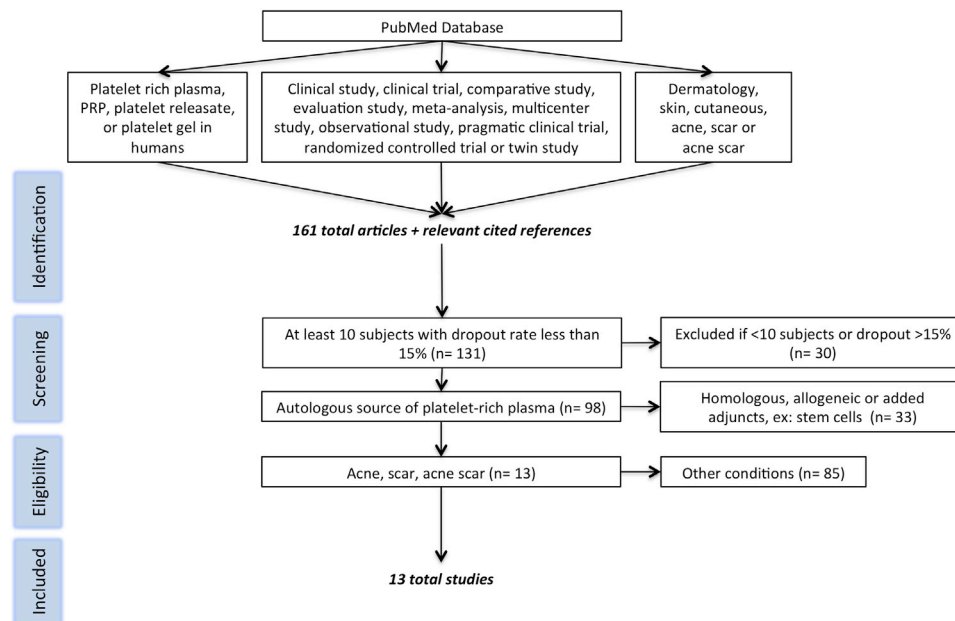 PubMed Database
Platelet rich plasma,
PRP, platelet releasate,
or platelet gel in
humans
Clinical study, clinical trial, comparative study,
evaluation study, meta-analysis, multicenter
study, observational study, pragmatic clinical trial,
randomized controlled trial or twin study
Dermatology,
skin, cutaneous,
acne, scar or
acne scar
Identification
161 total articles + relevant cited references
Screening
At least 10 subjects with dropout rate less than
15% (n= 131)
Excluded if <10 subjects or dropout >15%
(n= 30)
Autologous source of platelet-rich plasma (n= 98)
Homologous, allogeneic or added
adjuncts, ex: stem cells (n= 33)
Eligibility
Acne, scar, acne scar (n= 13)
Other conditions (n= 85)
Included
13 total studies